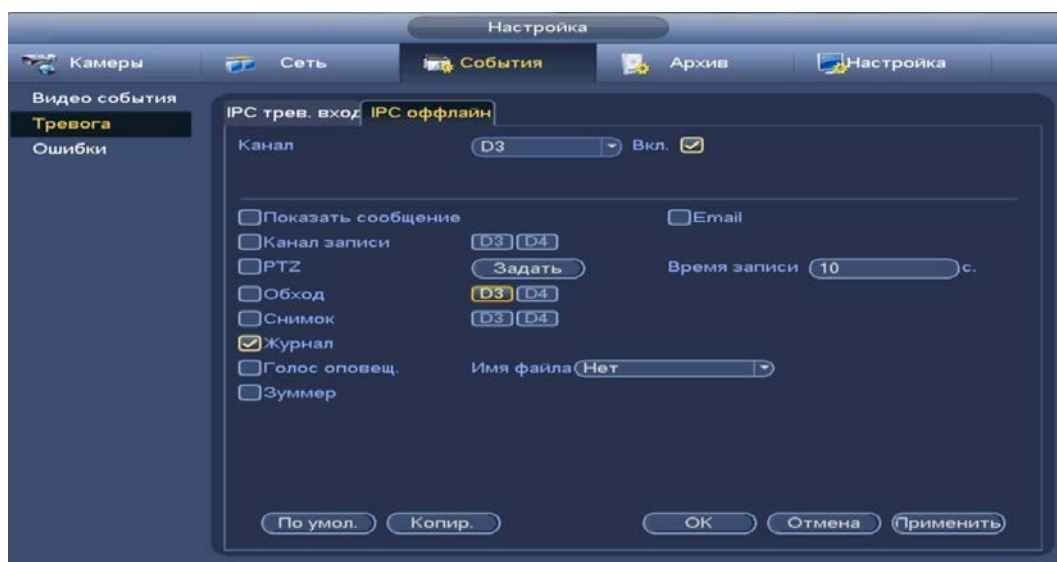 Настройка
Камеры Сеть События Архив Настройка
Видео события
Тревога
Ошибки
IPC трев. вход IPC оффлайн
Канал D3 Вкл.
Показать сообщение Email
Канал записи D3 D4
PTZ Задать Время записи 10 с.
Обход D3 D4
Снимок D3 D4
Журнал
Голос оповещ. Имя файла Нет
Зуммер
По умол. Копир. OK Отмена Применить